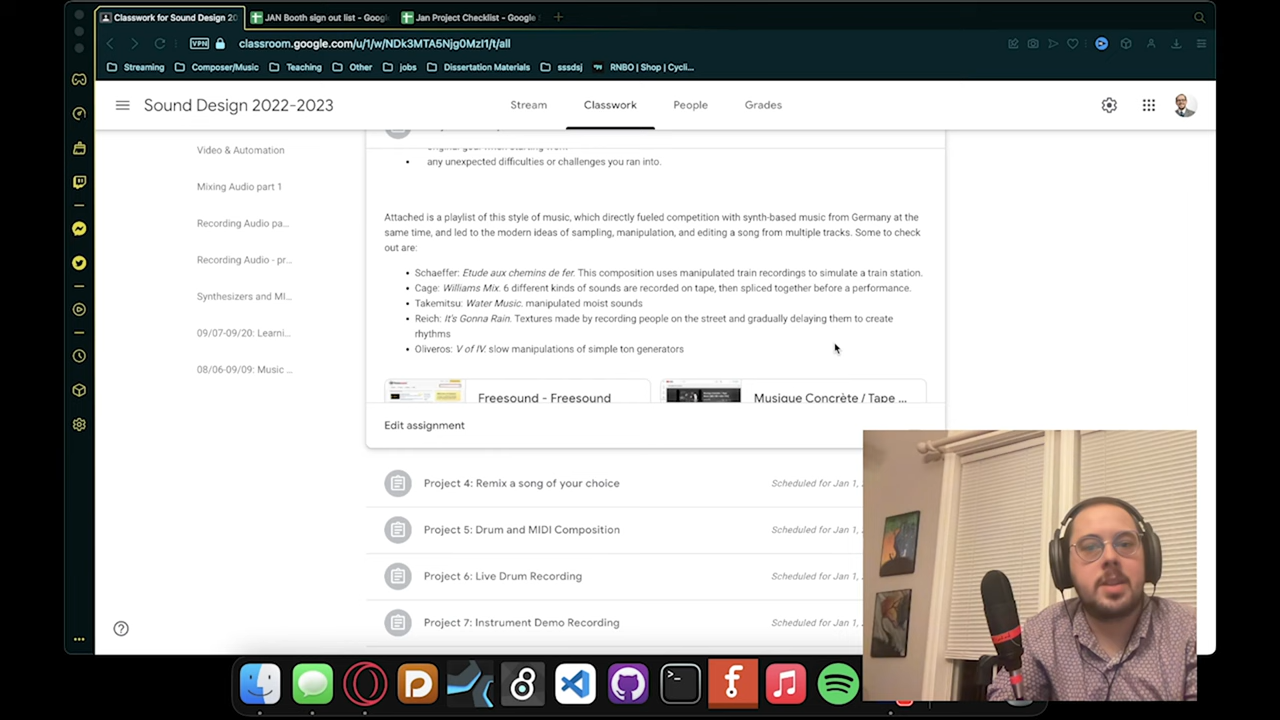 Classwork for Sound Design 20
JAN Booth sign out list - Goog
Jan Project Checklist - Google
VPN
classroom.google.com/u/1/w/NDk3MTA5Njg0MzI1/t/all
Streaming
Composer/Music
Teaching
Other
jobs
Dissertation Materials
sssdsj
RNBO | Shop | Cycli...
Sound Design 2022-2023
Stream
Classwork
People
Grades
Video & Automation
Mixing Audio part 1
Recording Audio pa...
Recording Audio - pr...
Synthesizers and MI...
09/07-09/20: Learni...
08/06-09/09: Music ...
• any unexpected difficulties or challenges you ran into.
Attached is a playlist of this style of music, which directly fueled competition with synth-based music from Germany at the
same time, and led to the modern ideas of sampling, manipulation, and editing a song from multiple tracks. Some to check
out are:
• Schaeffer: Etude aux chemins de fer. This composition uses manipulated train recordings to simulate a train station.
• Cage: Williams Mix. 6 different kinds of sounds are recorded on tape, then spliced together before a performance.
• Takemitsu: Water Music. manipulated moist sounds
• Reich: It's Gonna Rain. Textures made by recording people on the street and gradually delaying them to create
rhythms
• Oliveros: V of IV. slow manipulations of simple ton generators
Freesound - Freesound
Musique Concrète / Tape ...
Edit assignment
Project 4: Remix a song of your choice
Scheduled for Jan 1,
Project 5: Drum and MIDI Composition
Scheduled for Jan 1,
Project 6: Live Drum Recording
Scheduled for Jan 1,
Project 7: Instrument Demo Recording
Scheduled for Jan 1,